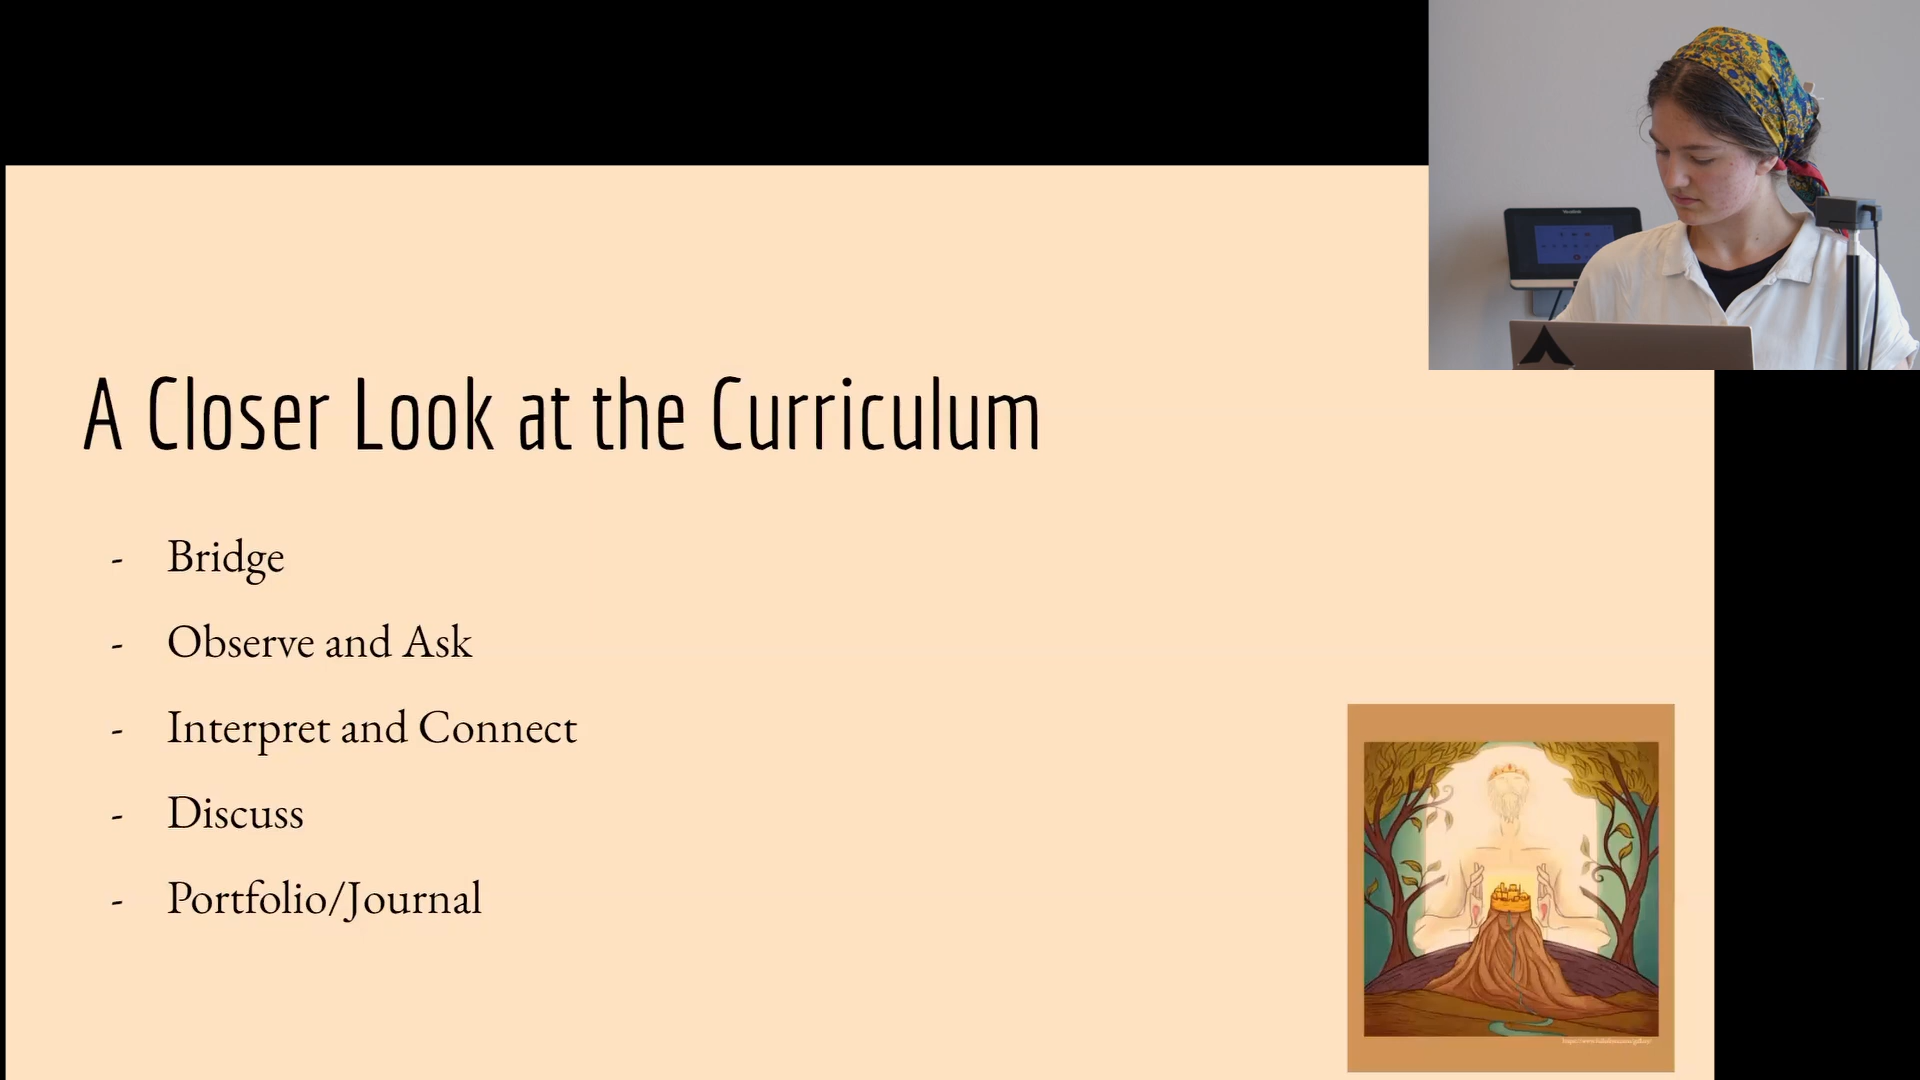 A Closer Look at the Curriculum
- Bridge
- Observe and Ask
- Interpret and Connect
- Discuss
- Portfolio/Journal